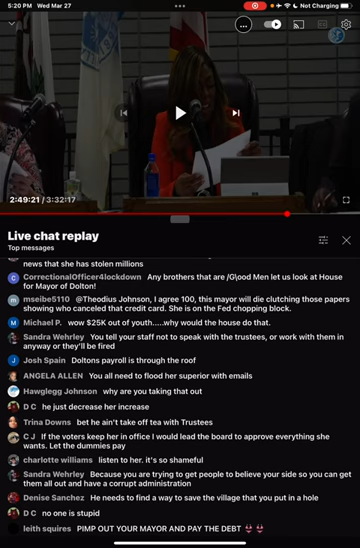 5:20 PM Wed Mar 27
Not Charging
2:49:21 / 3:32:17
Live chat replay
Top messages
news that she has stolen millions
CorrectionalOfficer4lockdown Any brothers that are /G\ood Men let us look at House
for Mayor of Dolton!
mseibe5110 @Theodius Johnson, I agree 100, this mayor will die clutching those papers
showing who canceled that credit card. She is on the Fed chopping block.
Michael P. wow $25K out of youth.....why would the house do that.
Sandra Wehrley You tell your staff not to speak with the trustees, or work with them in
anyway or they'll be fired
Josh Spain Doltons payroll is through the roof
ANGELA ALLEN You all need to flood her superior with emails
Hawglegg Johnson why are you taking that out
D C he just decrease her increase
Trina Downs bet he ain't take off tea with Trustees
C J If the voters keep her in office I would lead the board to approve everything she
wants. Let the dummies pay
charlotte williams listen to her. it's so shameful
Sandra Wehrley Because you are trying to get people to believe your side so you can get
them all out and have a corrupt administration
Denise Sanchez He needs to find a way to save the village that you put in a hole
D C no one is stupid
leith squires PIMP OUT YOUR MAYOR AND PAY THE DEBT